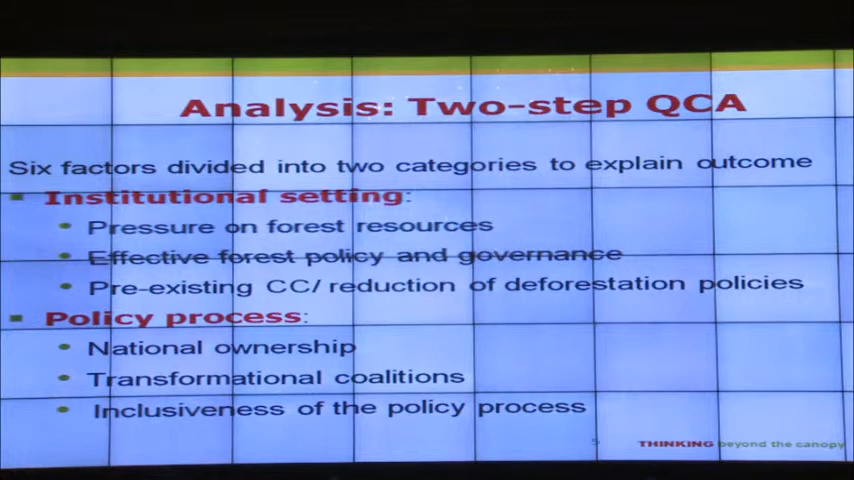 Analysis: Two-step QCA
Six factors divided into two categories to explain outcome
Institutional setting:
Pressure on forest resources
Effective forest policy and governance
Pre-existing CC/ reduction of deforestation policies
Policy process:
National ownership
Transformational coalitions
Inclusiveness of the policy process
5
THINKING beyond the canopy